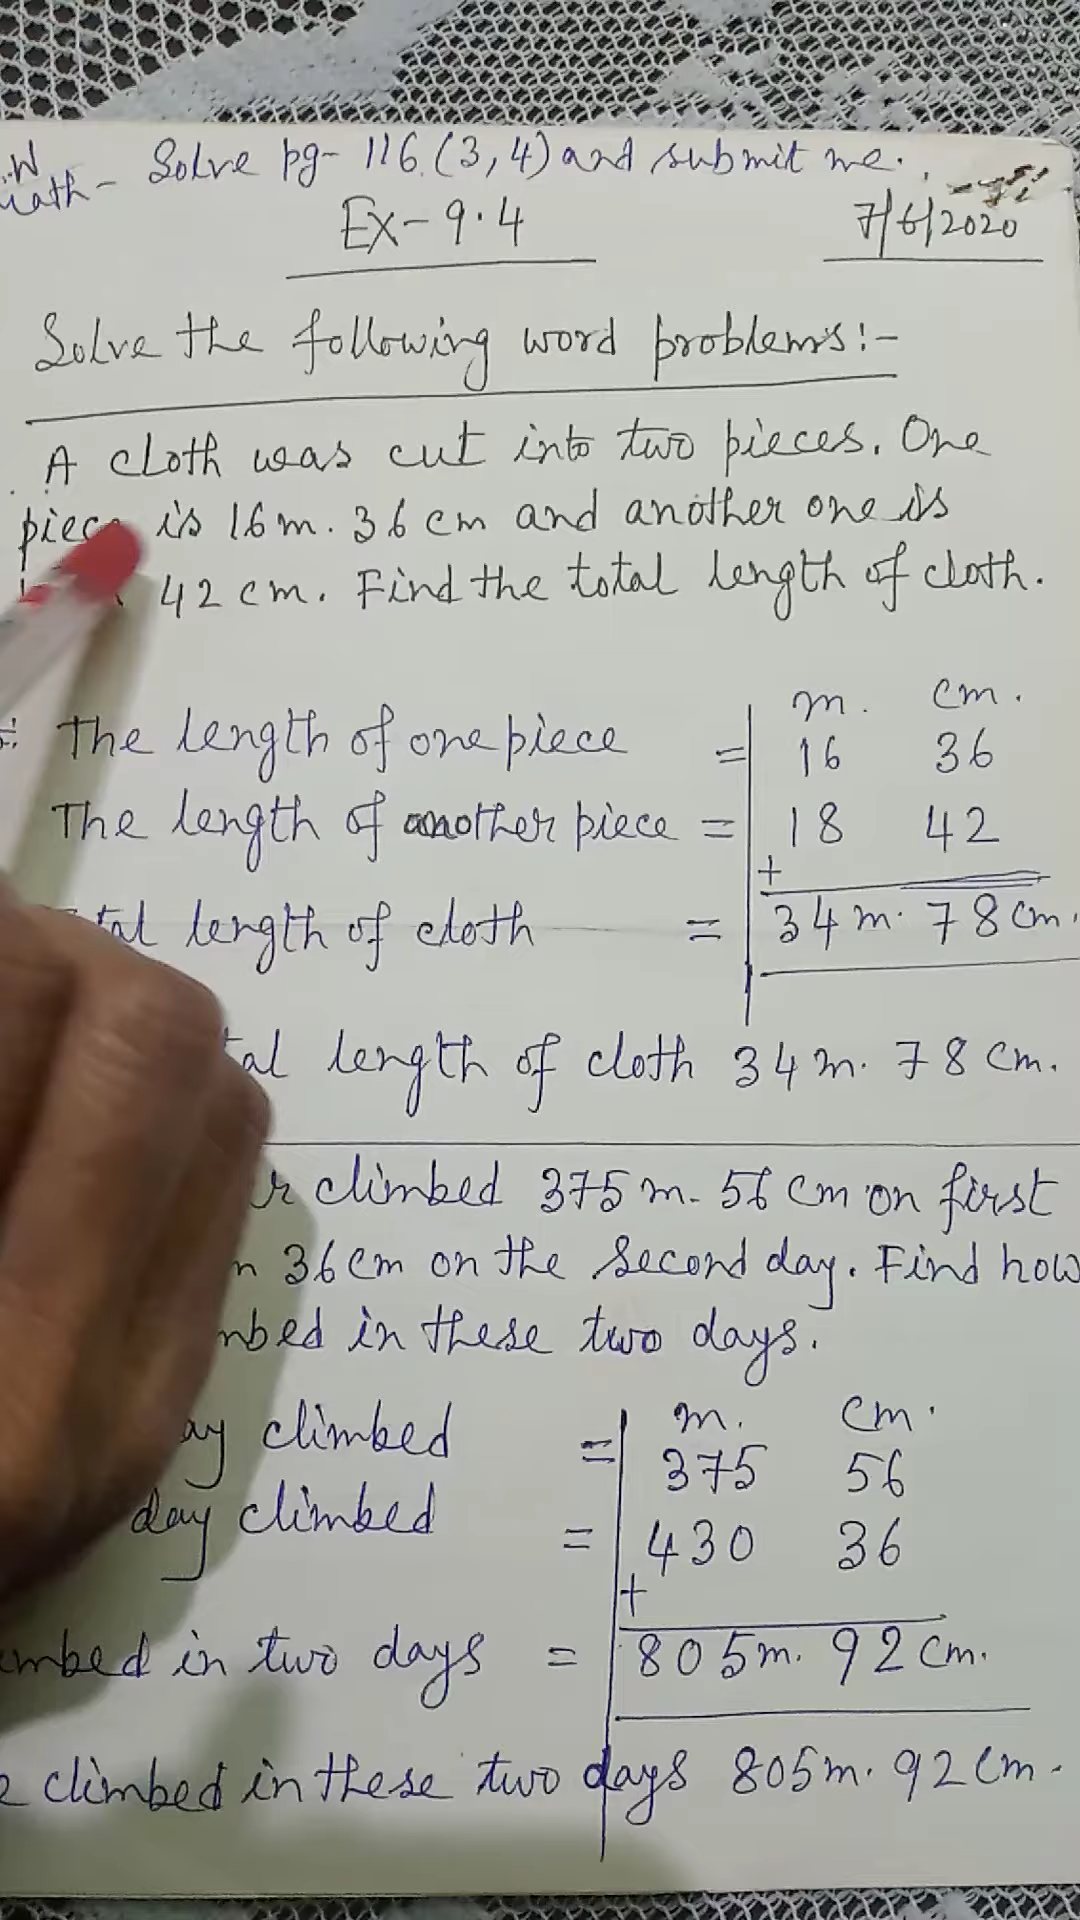 Solve pg- 116.(3,4) and submit me.
Ex-9.4
7/6/2020
Solve the following word problems:-
A cloth was cut into two pieces. One
piece is 16m. 36 cm and another one is
42 cm. Find the total length of cloth.
m. cm.
The length of one piece = 16 36
The length of another piece = 18 42
+
length of cloth = 34 m. 78 cm.
length of cloth 34 m. 78 cm.
climbed 375 m. 56 cm on first
36 cm on the second day. Find how
in these two days.
m. cm.
climbed = 375 56
day climbed = 430 36
+
in two days = 805 m. 92 cm.
climbed in these two days 805 m. 92 cm.